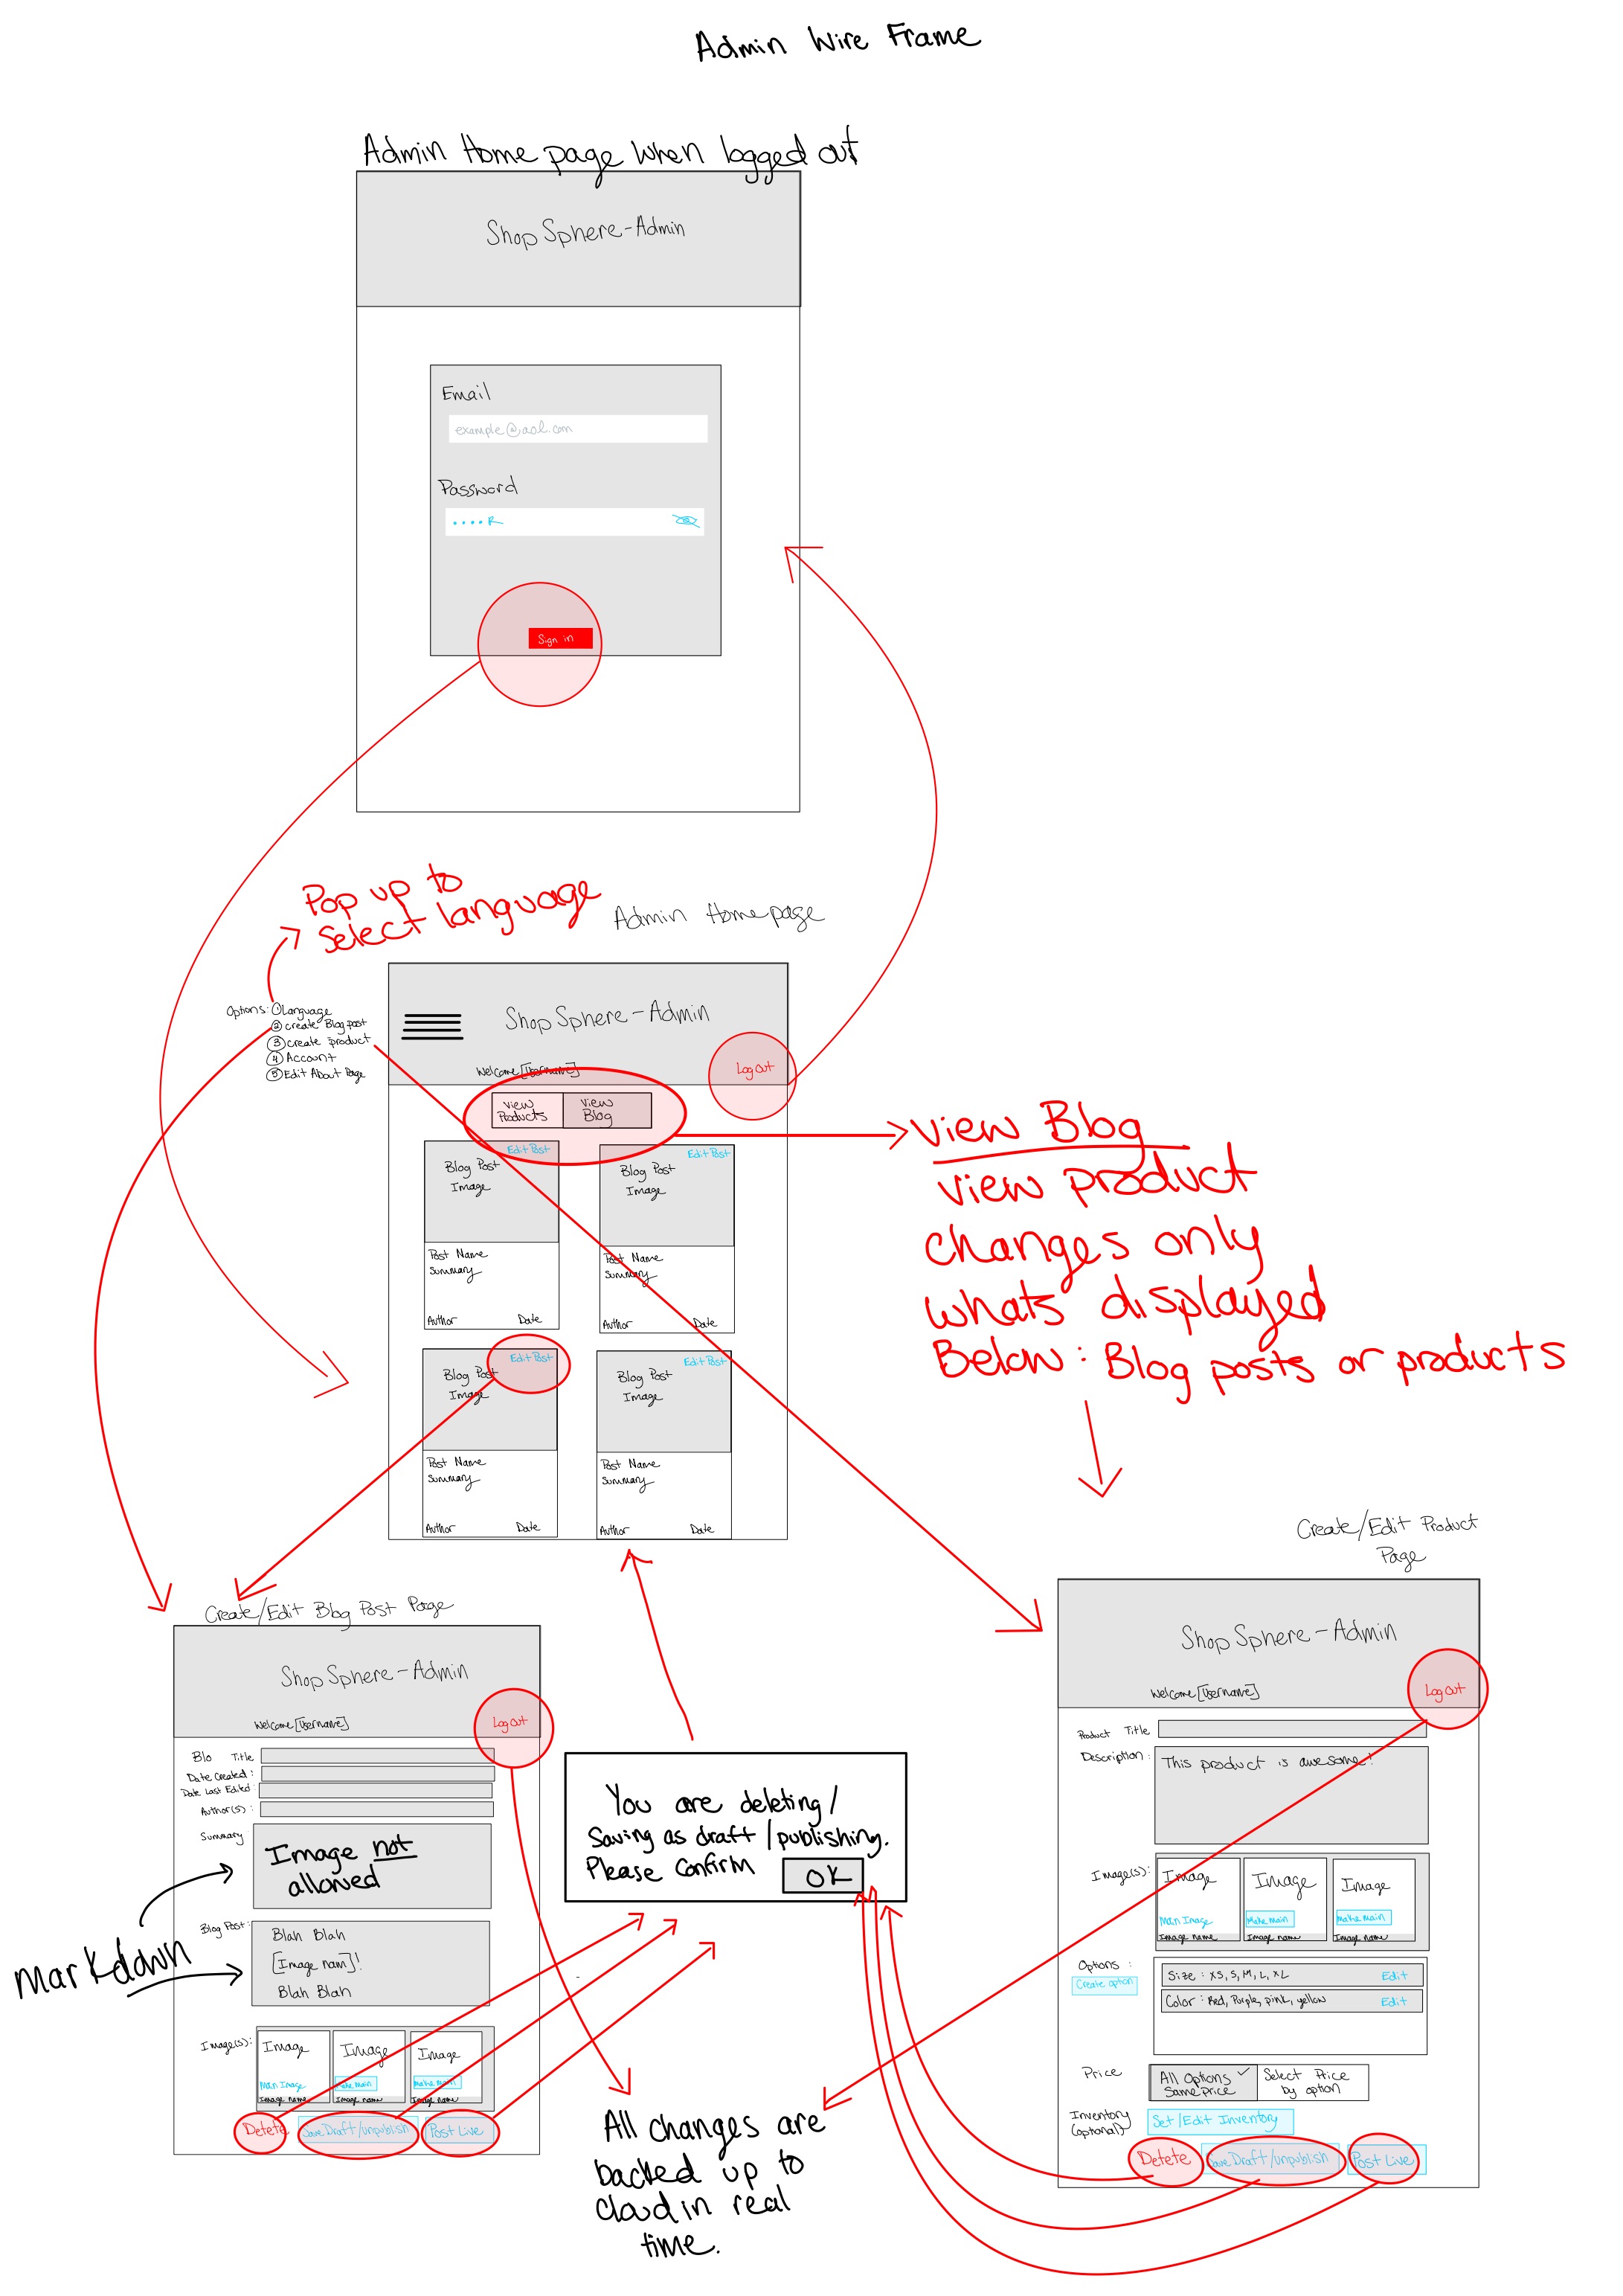 Admin Wire Frame
Admin Home page when logged out
Shop Sphere - Admin
Email
example@aol.com
Password
....R
Sign in
Pop up to
Select language
Admin Homepage
Options: ① Language
② create Blog post
③ create product
④ Account
⑤ Edit About Page
Shop Sphere - Admin
Welcome [Username]
Log Out
View Products
View Blog
View Blog
View product
changes only
whats displayed
Below: Blog posts or products
Edit Post
Blog Post
Image
Post Name
Summary
Author Date
Edit Post
Blog Post
Image
Post Name
Summary
Author Date
Edit Post
Blog Post
Image
Post Name
Summary
Author Date
Edit Post
Blog Post
Image
Post Name
Summary
Author Date
Create/Edit Blog Post Page
Shop Sphere - Admin
Welcome [Username]
Log Out
Blo Title
Date Created:
Date Last Edited:
Author(s):
Summary
Image not
allowed
Markdown
Blog Post:
Blah Blah
[Image nam]!
Blah Blah
Image(s):
Image
Main Image
Image name
Image
Make Main
Image name
Image
Make Main
Image name
Delete
Save Draft/unpublish
Post Live
You are deleting/
Saving as draft/publishing.
Please Confirm
OK
All changes are
backed up to
cloud in real
time.
Create/Edit Product
Page
Shop Sphere - Admin
Welcome [Username]
Log Out
Product Title
Description:
This product is awesome!
Image(s):
Image
Main Image
Image name
Image
Make Main
Image name
Image
Make Main
Image name
Options:
Create option
Size: XS, S, M, L, XL Edit
Color: Red, Purple, pink, yellow Edit
Price
All Options ✓
Same price
Select Price
by option
Inventory
(optional)
Set/Edit Inventory
Delete
Save Draft/unpublish
Post Live